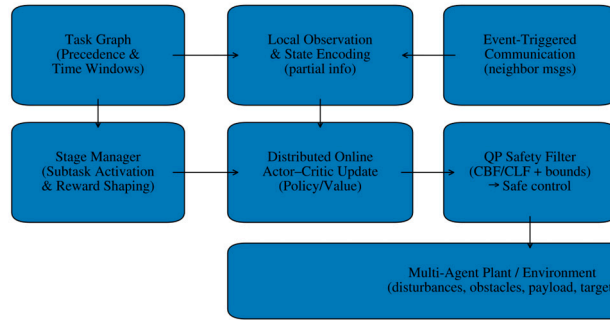 Task Graph
(Precedence &
Time Windows)
Local Observation
& State Encoding
(partial info)
Event-Triggered
Communication
(neighbor msgs)
Stage Manager
(Subtask Activation
& Reward Shaping)
Distributed Online
Actor–Critic Update
(Policy/Value)
QP Safety Filter
(CBF/CLF + bounds)
→ Safe control
Multi-Agent Plant / Environment
(disturbances, obstacles, payload, target